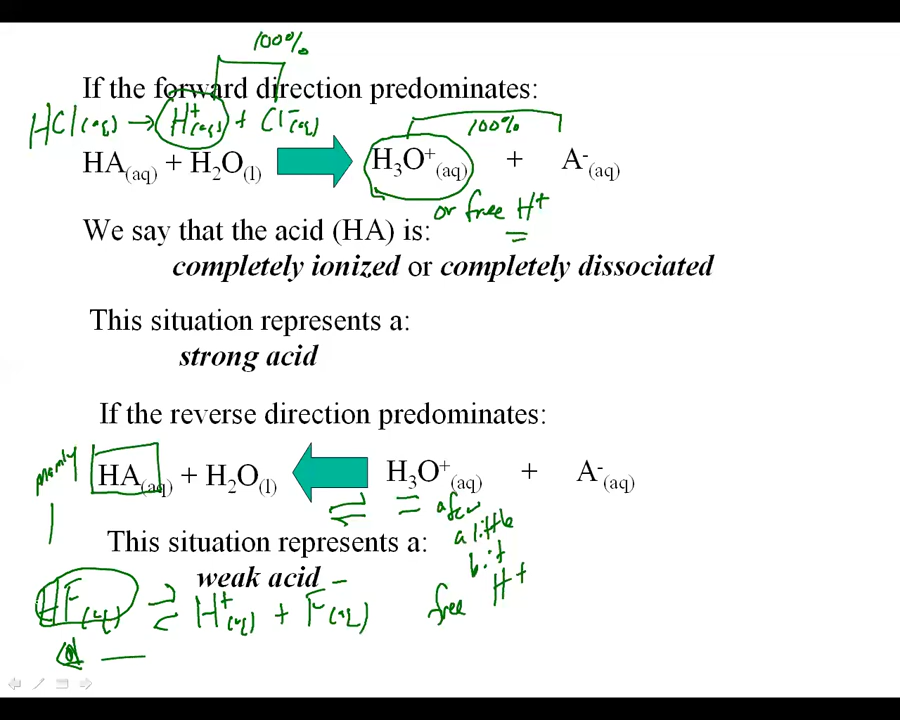 100%
If the forward direction predominates:
HCl(aq) → H+(aq) + Cl-(aq)
100%
HA(aq) + H2O(l) H3O+(aq) + A-(aq)
or free H+
We say that the acid (HA) is:
completely ionized or completely dissociated
This situation represents a:
strong acid
If the reverse direction predominates:
HA(aq) + H2O(l) H3O+(aq) + A-(aq)
⇌ = a few
a little
bit
This situation represents a:
weak acid
free H+
HF(aq) ⇌ H+(aq) + F-(aq)